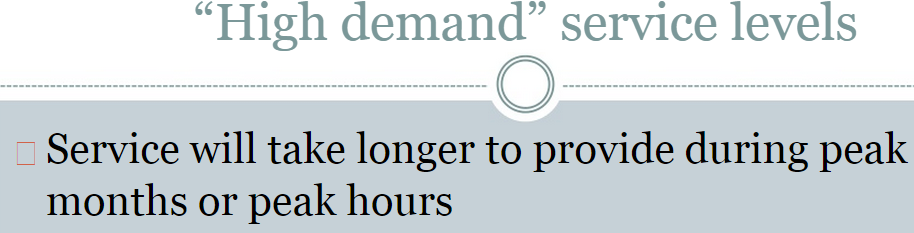 “High demand” service levels
Service will take longer to provide during peak
months or peak hours